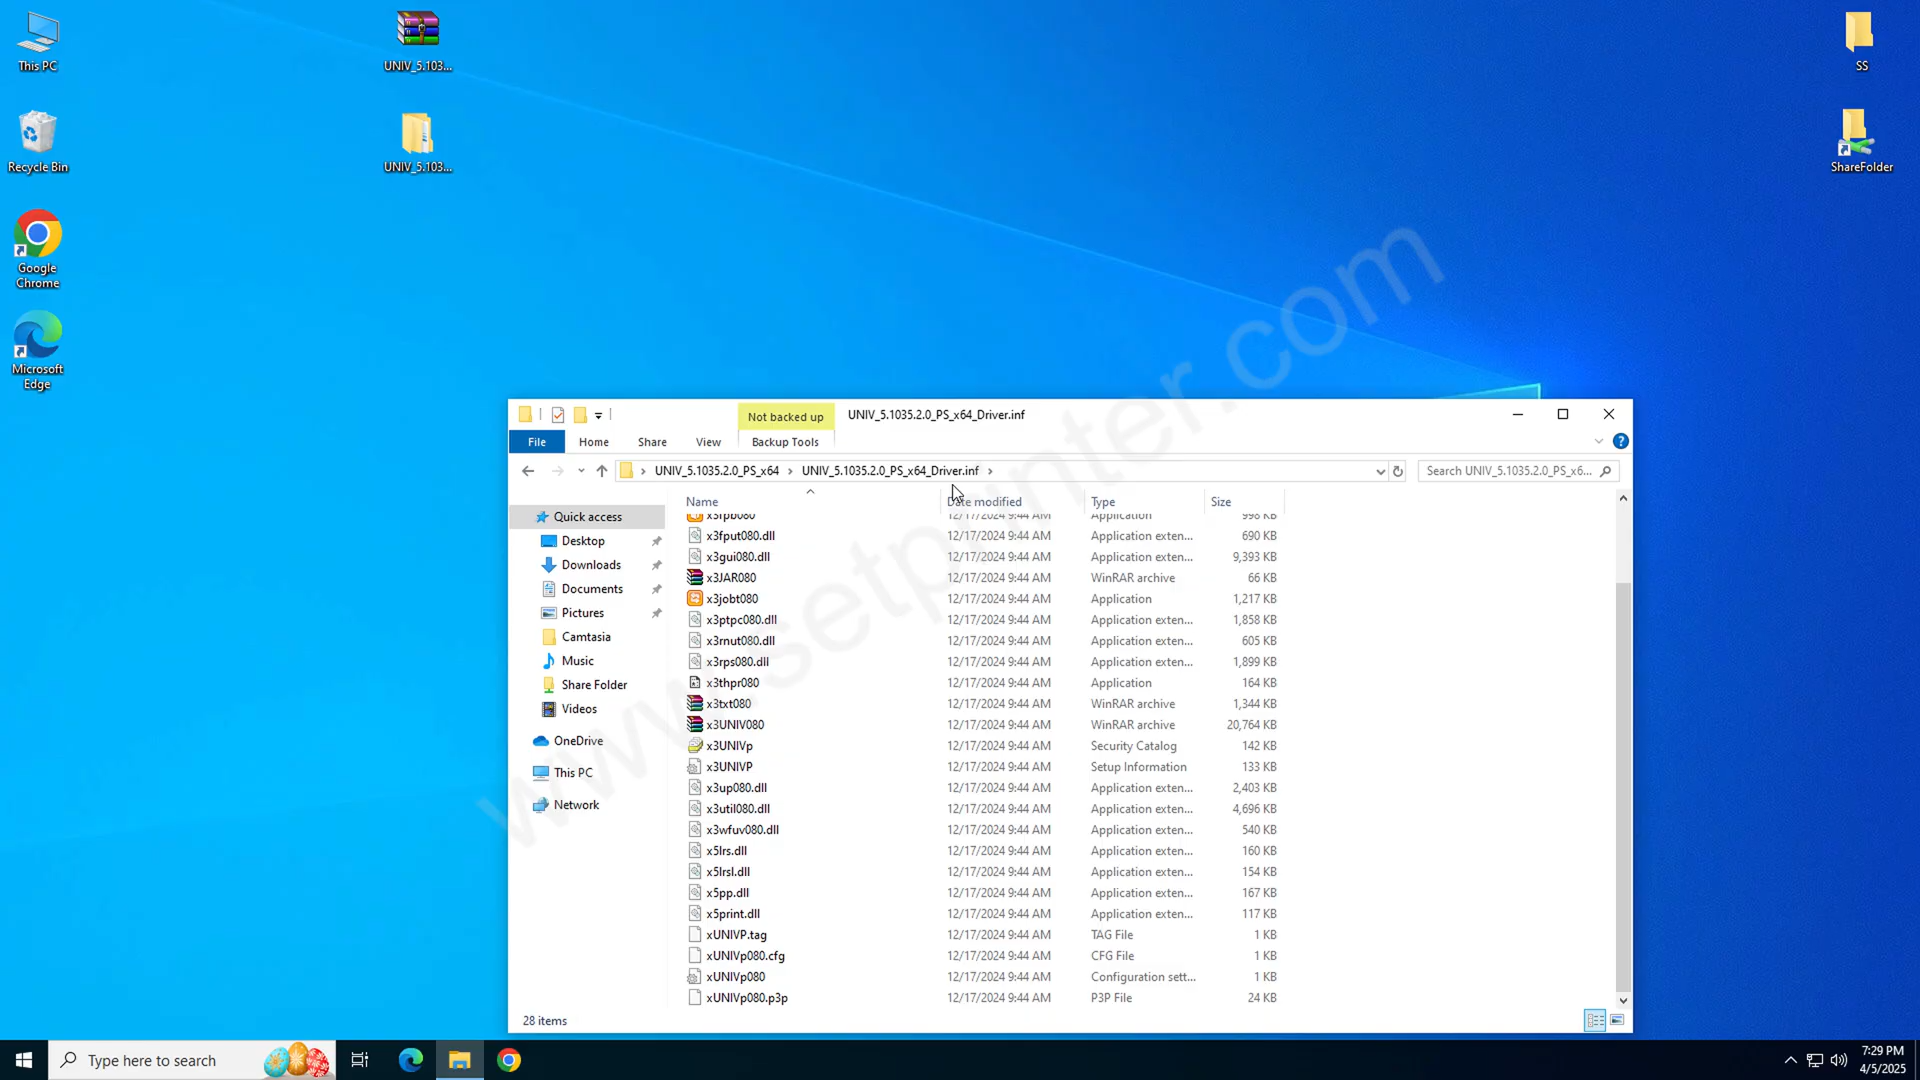 This PC
UNIV_5.103...
SS
Recycle Bin
UNIV_5.103...
ShareFolder
Google
Chrome
Microsoft
Edge
www.setprinter.com
Not backed up
UNIV_5.1035.2.0_PS_x64_Driver.inf
File
Home
Share
View
Backup Tools
UNIV_5.1035.2.0_PS_x64 › UNIV_5.1035.2.0_PS_x64_Driver.inf ›
Search UNIV_5.1035.2.0_PS_x6...
Quick access
Desktop
Downloads
Documents
Pictures
Camtasia
Music
Share Folder
Videos
OneDrive
This PC
Network
Name Date modified Type Size
x3fpb080 12/17/2024 9:44 AM Application 998 KB
x3fput080.dll 12/17/2024 9:44 AM Application exten... 690 KB
x3gui080.dll 12/17/2024 9:44 AM Application exten... 9,393 KB
x3JAR080 12/17/2024 9:44 AM WinRAR archive 66 KB
x3jobt080 12/17/2024 9:44 AM Application 1,217 KB
x3ptpc080.dll 12/17/2024 9:44 AM Application exten... 1,858 KB
x3rnut080.dll 12/17/2024 9:44 AM Application exten... 605 KB
x3rps080.dll 12/17/2024 9:44 AM Application exten... 1,899 KB
x3thpr080 12/17/2024 9:44 AM Application 164 KB
x3txt080 12/17/2024 9:44 AM WinRAR archive 1,344 KB
x3UNIV080 12/17/2024 9:44 AM WinRAR archive 20,764 KB
x3UNIVp 12/17/2024 9:44 AM Security Catalog 142 KB
x3UNIVP 12/17/2024 9:44 AM Setup Information 133 KB
x3up080.dll 12/17/2024 9:44 AM Application exten... 2,403 KB
x3util080.dll 12/17/2024 9:44 AM Application exten... 4,696 KB
x3wfuv080.dll 12/17/2024 9:44 AM Application exten... 540 KB
x5lrs.dll 12/17/2024 9:44 AM Application exten... 160 KB
x5lrsl.dll 12/17/2024 9:44 AM Application exten... 154 KB
x5pp.dll 12/17/2024 9:44 AM Application exten... 167 KB
x5print.dll 12/17/2024 9:44 AM Application exten... 117 KB
xUNIVP.tag 12/17/2024 9:44 AM TAG File 1 KB
xUNIVp080.cfg 12/17/2024 9:44 AM CFG File 1 KB
xUNIVp080 12/17/2024 9:44 AM Configuration sett... 1 KB
xUNIVp080.p3p 12/17/2024 9:44 AM P3P File 24 KB
28 items
Type here to search
7:29 PM
4/5/2025